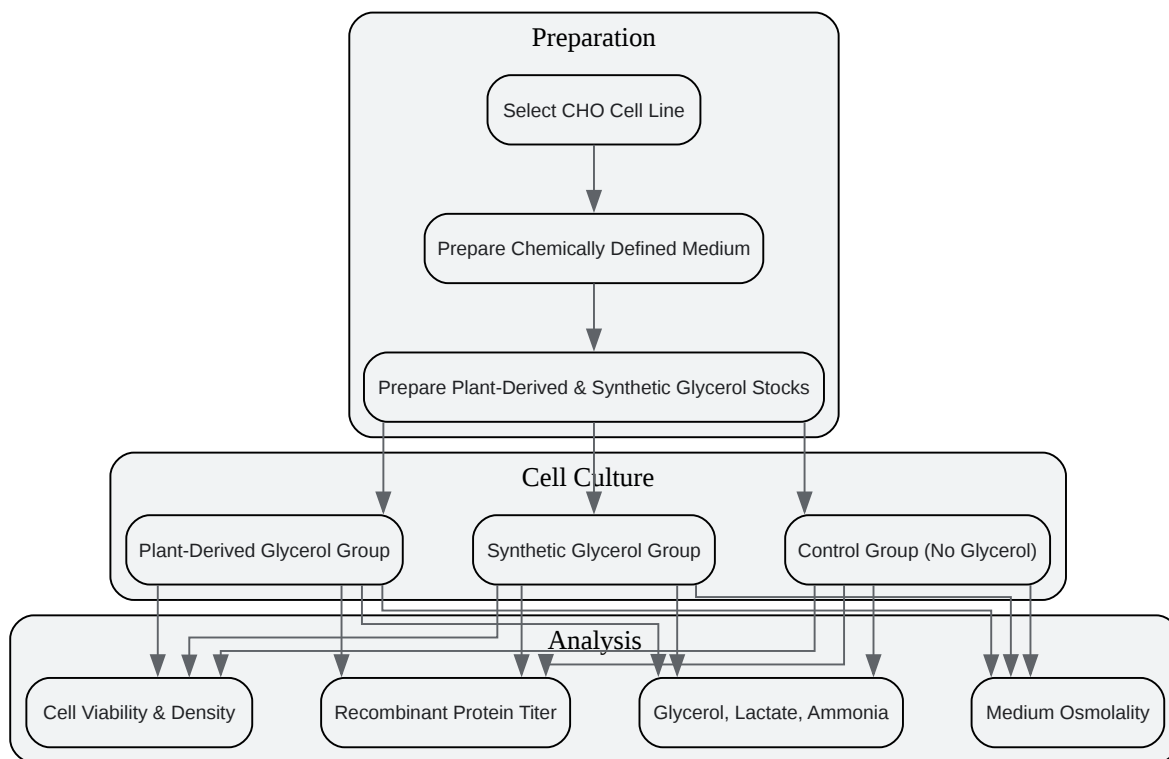 Preparation
Select CHO Cell Line
Prepare Chemically Defined Medium
Prepare Plant-Derived & Synthetic Glycerol Stocks
Cell Culture
Plant-Derived Glycerol Group
Synthetic Glycerol Group
Control Group (No Glycerol)
Analysis
Cell Viability & Density
Recombinant Protein Titer
Glycerol, Lactate, Ammonia
Medium Osmolality